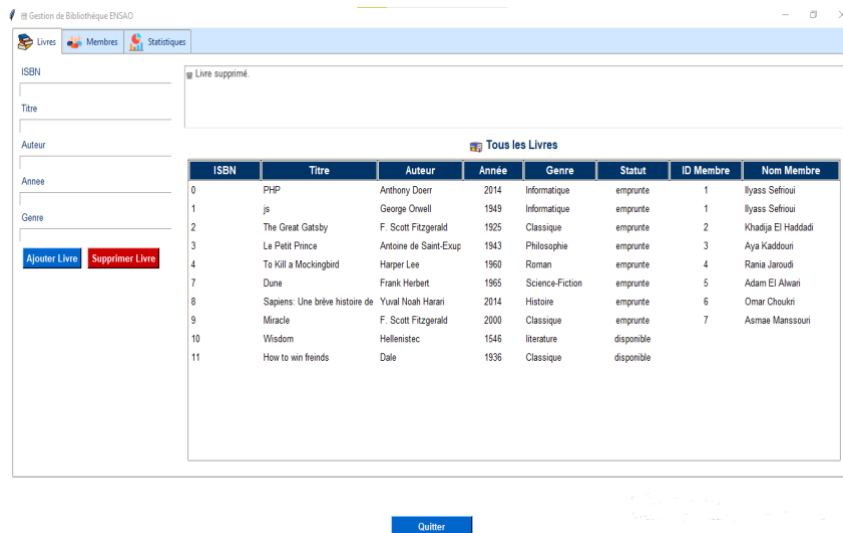 Gestion de Bibliothèque ENSAO
Livres Membres Statistiques
ISBN
Titre
Auteur
Annee
Genre
Ajouter Livre Supprimer Livre
Livre supprimé.
Tous les Livres
ISBN Titre Auteur Année Genre Statut ID Membre Nom Membre
0 PHP Anthony Doerr 2014 Informatique emprunte 1 Ilyass Sefrioui
1 js George Orwell 1949 Informatique emprunte 1 Ilyass Sefrioui
2 The Great Gatsby F. Scott Fitzgerald 1925 Classique emprunte 2 Khadija El Haddadi
3 Le Petit Prince Antoine de Saint-Exup 1943 Philosophie emprunte 3 Aya Kaddouri
4 To Kill a Mockingbird Harper Lee 1960 Roman emprunte 4 Rania Jaroudi
7 Dune Frank Herbert 1965 Science-Fiction emprunte 5 Adam El Alwari
8 Sapiens: Une brève histoire de Yuval Noah Harari 2014 Histoire emprunte 6 Omar Choukri
9 Miracle F. Scott Fitzgerald 2000 Classique emprunte 7 Asmae Manssouri
10 Wisdom Hellenistec 1546 literature disponible
11 How to win freinds Dale 1936 Classique disponible
Quitter